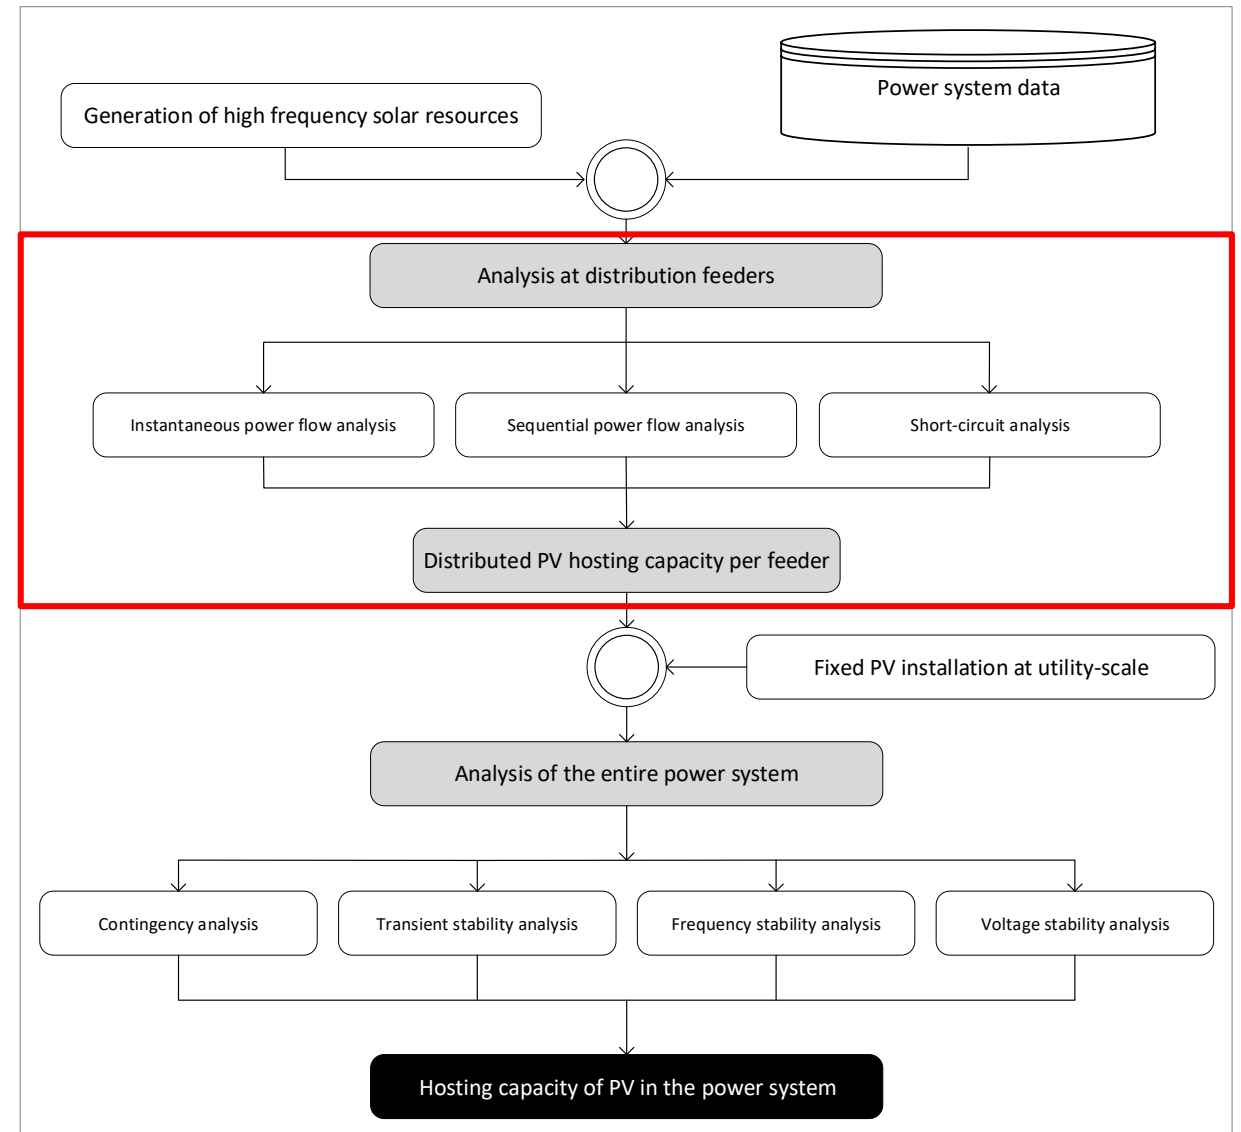 Generation of high frequency solar resources
Power system data
Analysis at distribution feeders
Instantaneous power flow analysis
Sequential power flow analysis
Short-circuit analysis
Distributed PV hosting capacity per feeder
Fixed PV installation at utility-scale
Analysis of the entire power system
Contingency analysis
Transient stability analysis
Frequency stability analysis
Voltage stability analysis
Hosting capacity of PV in the power system